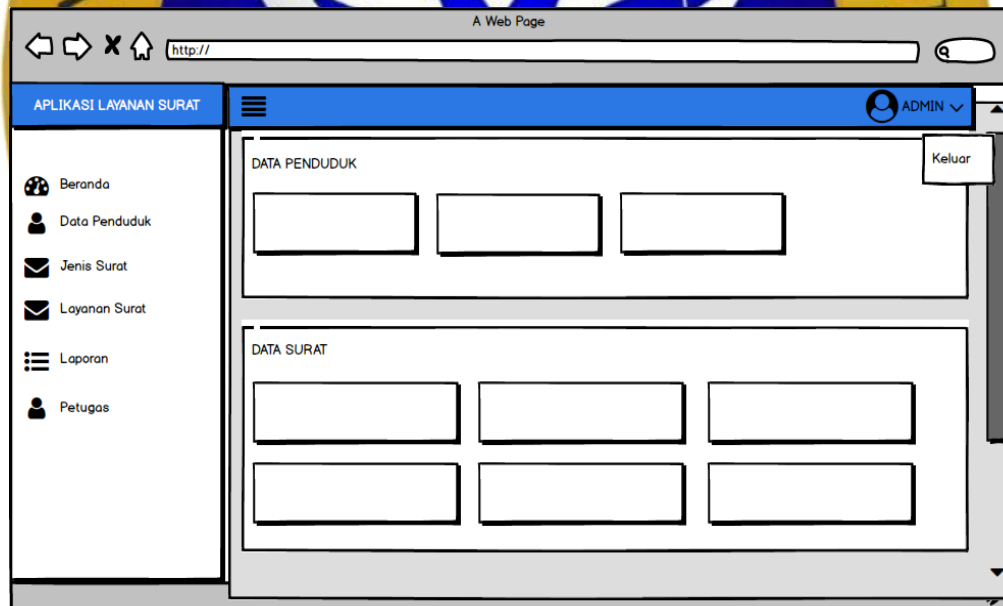 A Web Page
http://
APLIKASI LAYANAN SURAT
ADMIN
Keluar
Beranda
Data Penduduk
Jenis Surat
Layanan Surat
Laporan
Petugas
DATA PENDUDUK
DATA SURAT